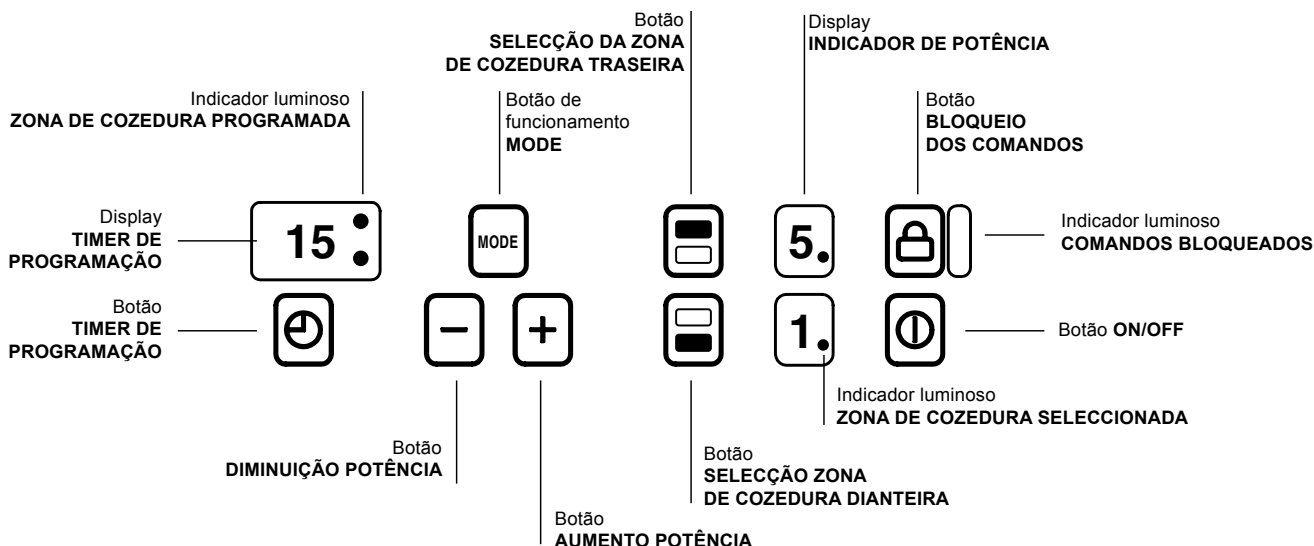 Botão
SELECÇÃO DA ZONA
DE COZEDURA TRASEIRA
Display
INDICADOR DE POTÊNCIA
Indicador luminoso
ZONA DE COZEDURA PROGRAMADA
Botão de
funcionamento
MODE
Botão
BLOQUEIO
DOS COMANDOS
Display
TIMER DE
PROGRAMAÇÃO
15
MODE
5.
Indicador luminoso
COMANDOS BLOQUEADOS
Botão
TIMER DE
PROGRAMAÇÃO
1.
Botão ON/OFF
Indicador luminoso
ZONA DE COZEDURA SELECCIONADA
Botão
DIMINUIÇÃO POTÊNCIA
Botão
SELECÇÃO ZONA
DE COZEDURA DIANTEIRA
Botão
AUMENTO POTÊNCIA